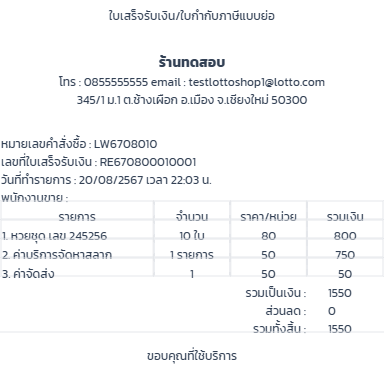 ใบเสร็จรับเงิน/ใบกำกับภาษีแบบย่อ
ร้านทดสอบ
โทร : 0855555555 email : testlottoshop1@lotto.com
345/1 ม.1 ต.ช้างเผือก อ.เมือง จ.เชียงใหม่ 50300
หมายเลขคำสั่งซื้อ : LW6708010
เลขที่ใบเสร็จรับเงิน : RE670800010001
วันที่ทำรายการ : 20/08/2567 เวลา 22:03 น.
พนักงานขาย :
รายการ จำนวน ราคา/หน่วย รวมเงิน
1. หวยชุด เลข 245256 10 ใบ 80 800
2. ค่าบริการจัดหาสลาก 1 รายการ 50 750
3. ค่าจัดส่ง 1 50 50
รวมเป็นเงิน : 1550
ส่วนลด : 0
รวมทั้งสิ้น : 1550
ขอบคุณที่ใช้บริการ